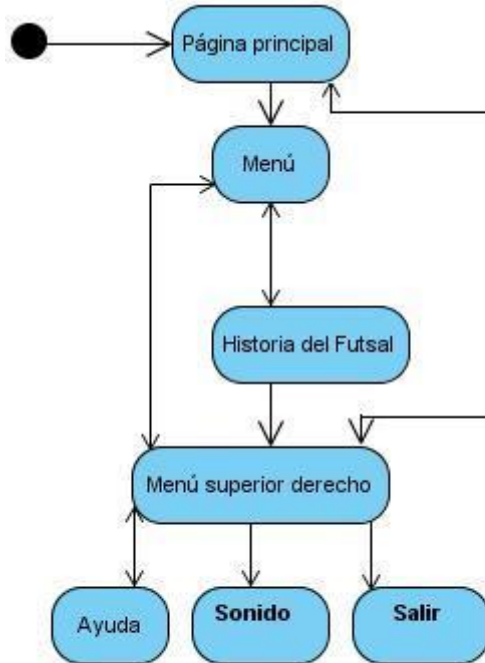 Página principal
Menú
Historia del Futsal
Menú superior derecho
Ayuda
Sonido
Salir